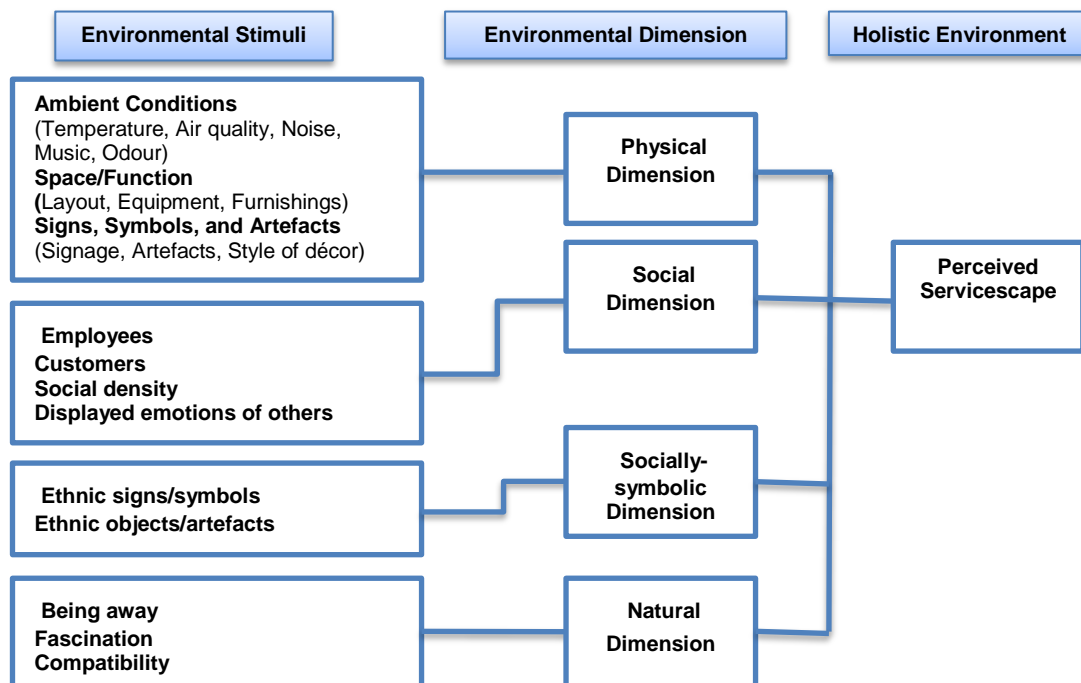 Environmental Stimuli
Environmental Dimension
Holistic Environment
Ambient Conditions
(Temperature, Air quality, Noise,
Music, Odour)
Space/Function
(Layout, Equipment, Furnishings)
Signs, Symbols, and Artefacts
(Signage, Artefacts, Style of décor)
Physical
Dimension
Employees
Customers
Social density
Displayed emotions of others
Social
Dimension
Ethnic signs/symbols
Ethnic objects/artefacts
Socially-
symbolic
Dimension
Being away
Fascination
Compatibility
Natural
Dimension
Perceived
Servicescape